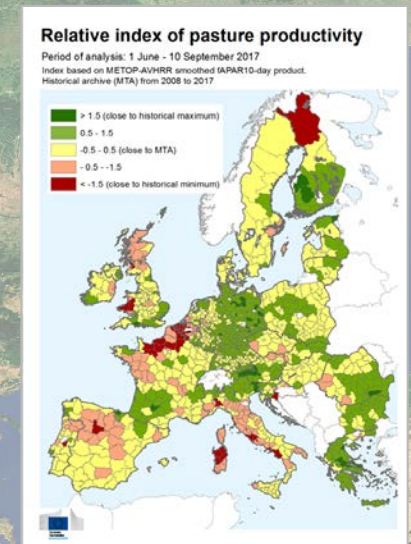 Relative index of pasture productivity
Period of analysis: 1 June - 10 September 2017
Index based on METOP-AVHRR smoothed fAPAR10-day product.
Historical archive (MTA) from 2008 to 2017
> 1.5 (close to historical maximum)
0.5 - 1.5
-0.5 - 0.5 (close to MTA)
- 0.5 - -1.5
< -1.5 (close to historical minimum)